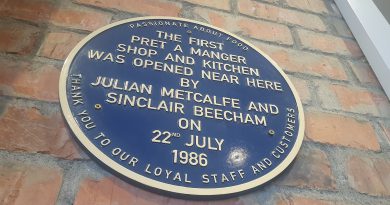 PASSIONATE ABOUT FOOD
THE FIRST
PRET A MANGER
SHOP AND KITCHEN
WAS OPENED NEAR HERE
BY
JULIAN METCALFE AND
SINCLAIR BEECHAM
ON
22ND JULY
1986
THANK YOU TO OUR LOYAL STAFF AND CUSTOMERS